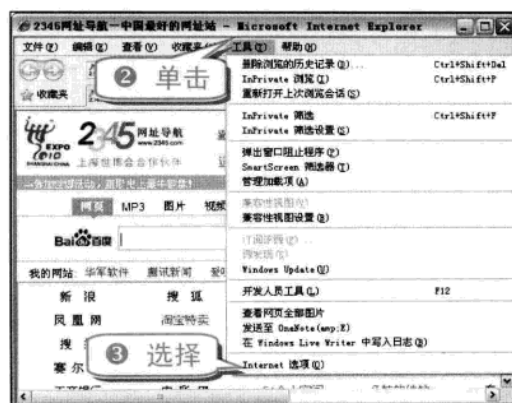 2345网址导航—中国最好的网址站 - Microsoft Internet Explorer
文件(F) 编辑(E) 查看(V) 收藏夹 工具(T) 帮助(H)
❷ 单击
收藏夹
删除浏览的历史记录(D)... Ctrl+Shift+Del
InPrivate 浏览(I) Ctrl+Shift+P
重新打开上次浏览会话(S)
InPrivate 筛选 Ctrl+Shift+F
InPrivate 筛选设置(S)
弹出窗口阻止程序(P)
SmartScreen 筛选器(T)
管理加载项(A)
兼容性视图(V)
兼容性视图设置(B)
Windows Update(U)
开发人员工具(L) F12
查看网页全部图片
发送至 OneNote(&amp;E)
在 Windows Live Writer 中写入日志(B)
Internet 选项(O)
EXPO
2010
2345 网址导航
www.2345.com
上海世博会合作伙伴
网页 MP3 图片 视频
Bai百度
我的网站: 华军软件 腾讯新闻
新 浪 搜 狐
凤 凰 网 淘宝特卖
搜
❸ 选择
赛 尔